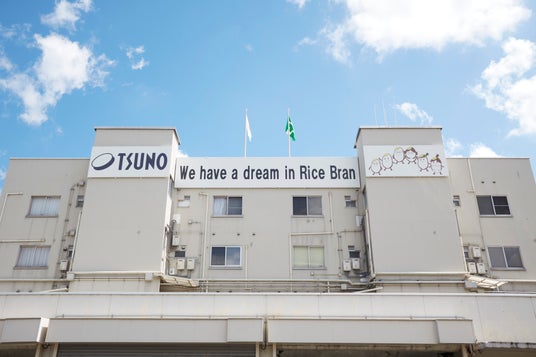 TSUNO
We have a dream in Rice Bran